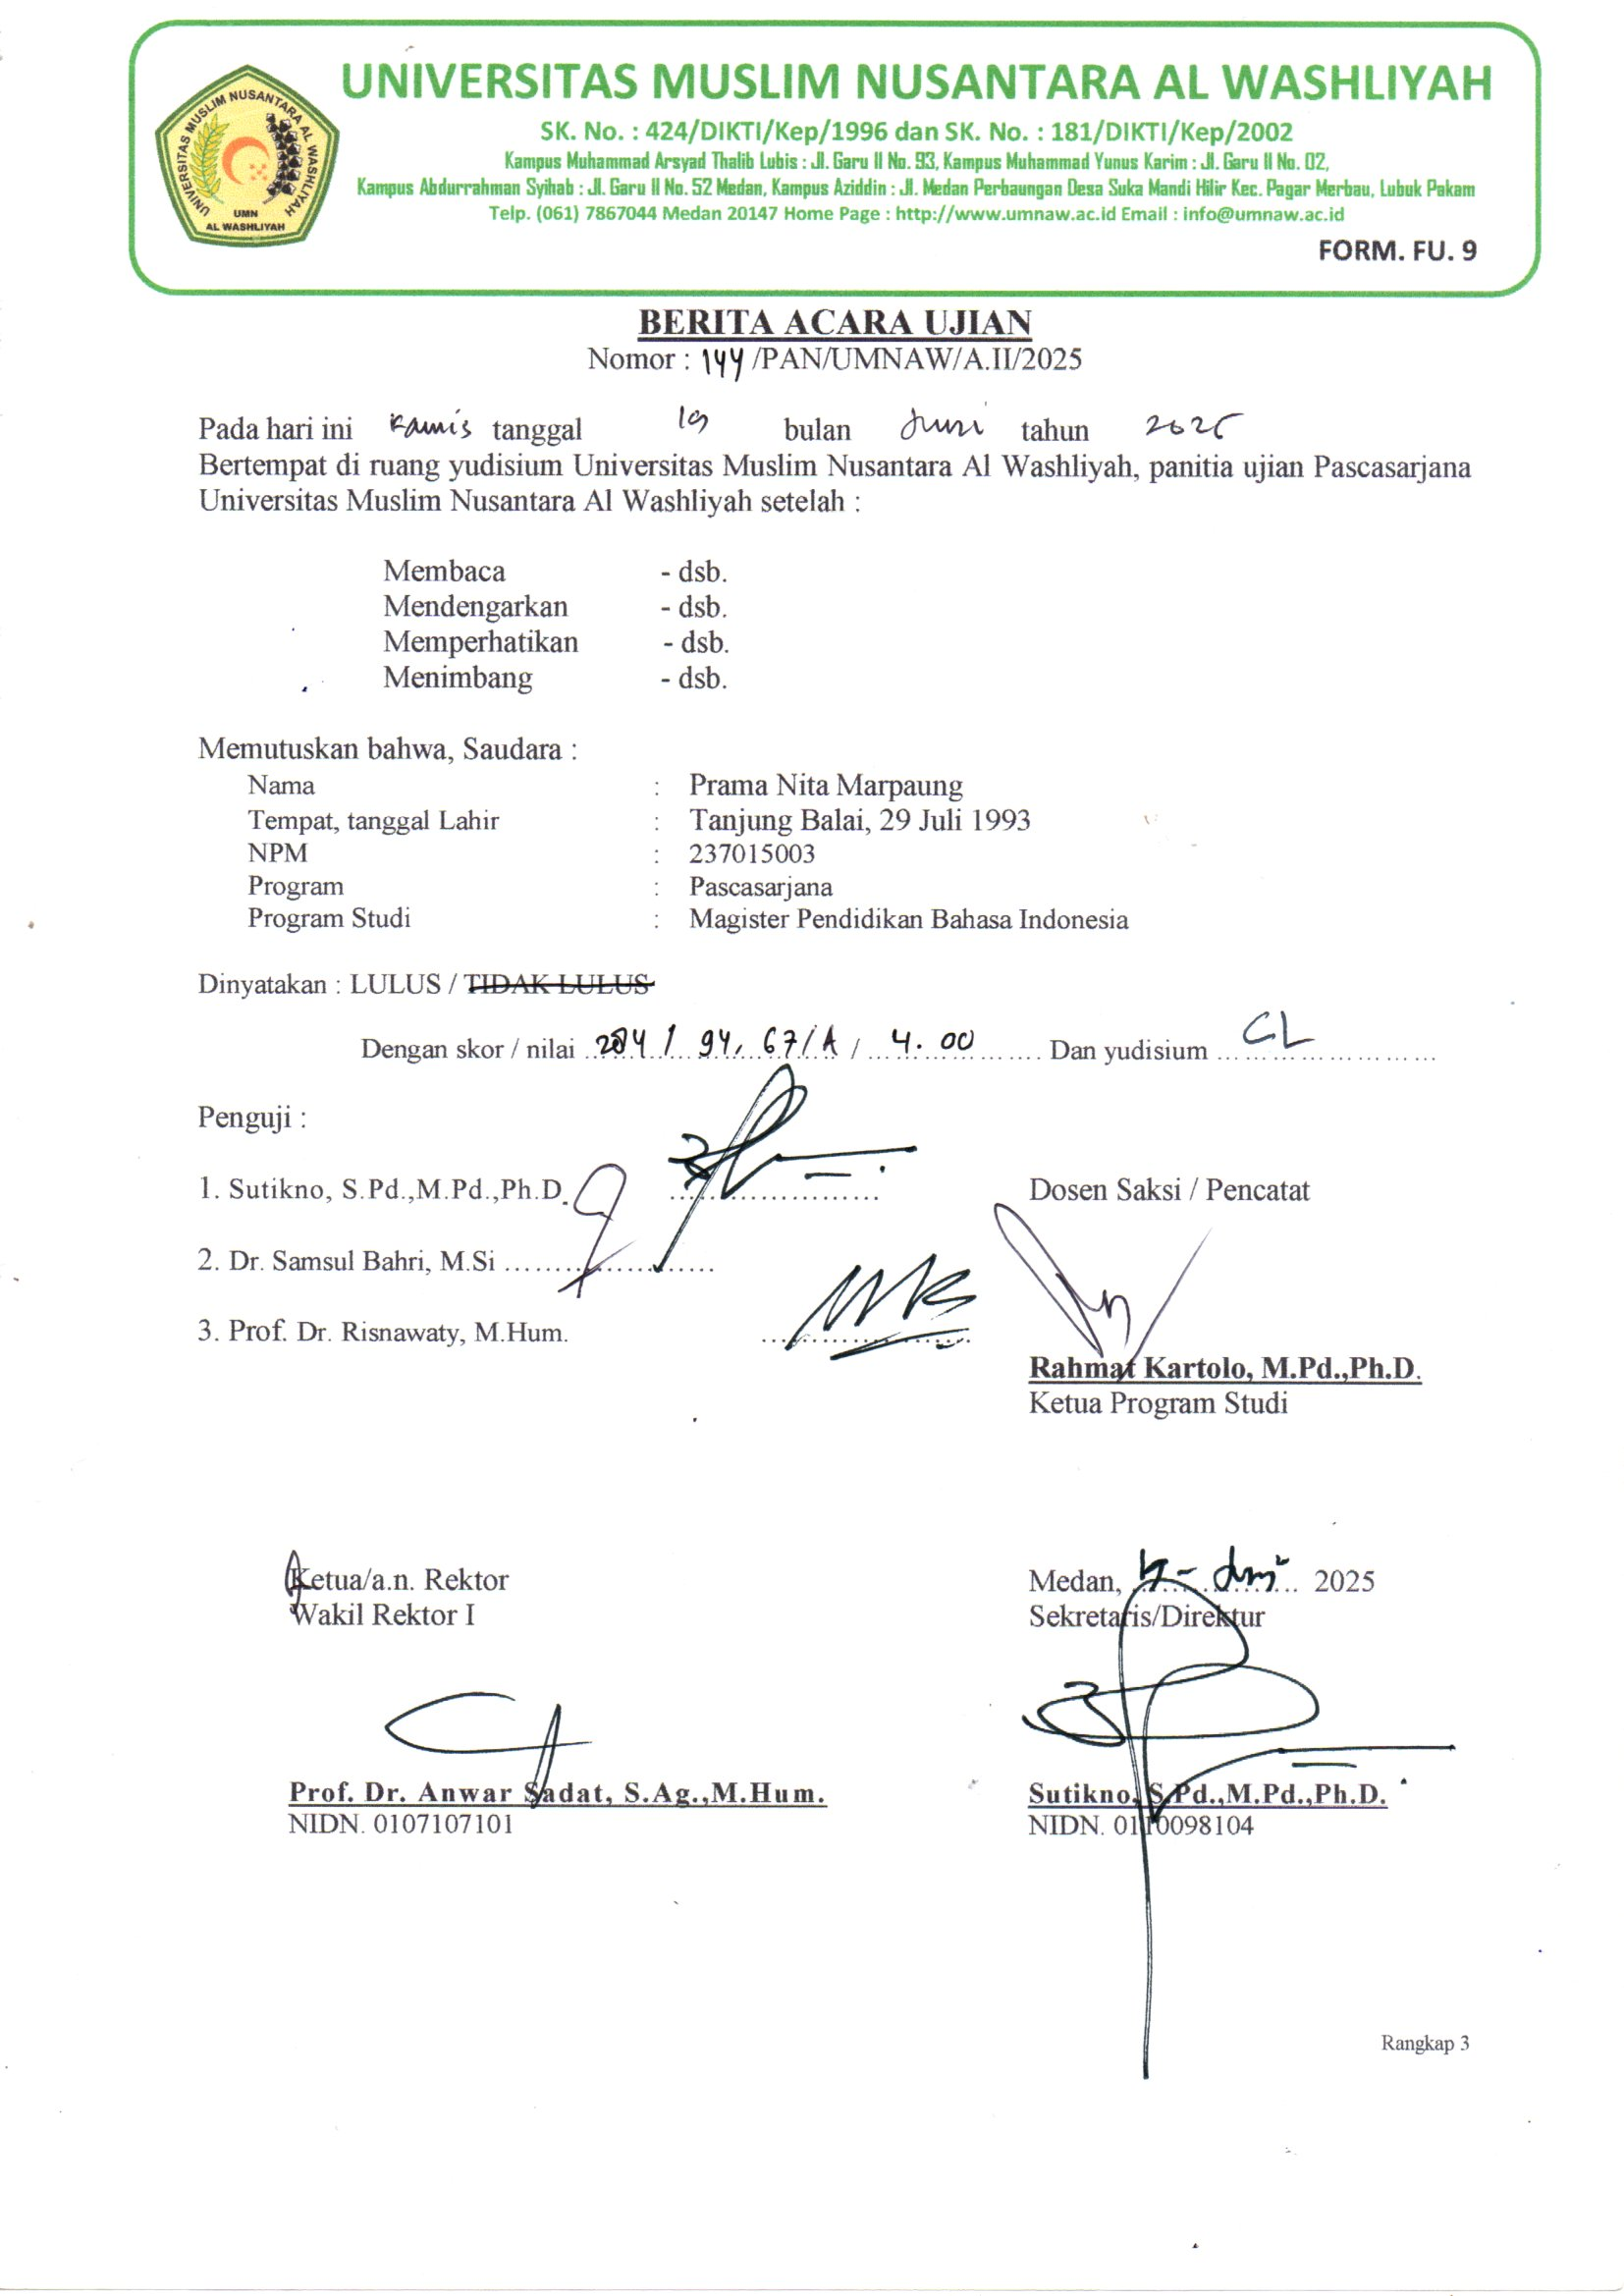 UNIVERSITAS MUSLIM NUSANTARA AL WASHLIYAH
SK. No. : 424/DIKTI/Kep/1996 dan SK. No. : 181/DIKTI/Kep/2002
Kampus Muhammad Arsyad Thalib Lubis : Jl. Garu II No. 93, Kampus Muhammad Yunus Karim : Jl. Garu II No. 02,
Kampus Abdurrahman Syihab : Jl. Garu II No. 52 Medan, Kampus Aziddin : Jl. Medan Perbaungan Desa Suka Mandi Hilir Kec. Pagar Merbau, Lubuk Pakam
Telp. (061) 7867044 Medan 20147 Home Page : http://www.umnaw.ac.id Email : info@umnaw.ac.id
UNIVERSITAS MUSLIM NUSANTARA AL WASHLIYAH
UMN
AL WASHLIYAH
FORM. FU. 9
BERITA ACARA UJIAN
Nomor : 144 /PAN/UMNAW/A.II/2025
Pada hari ini Kamis tanggal 19 bulan Juni tahun 2025
Bertempat di ruang yudisium Universitas Muslim Nusantara Al Washliyah, panitia ujian Pascasarjana
Universitas Muslim Nusantara Al Washliyah setelah :
Membaca - dsb.
Mendengarkan - dsb.
Memperhatikan - dsb.
Menimbang - dsb.
Memutuskan bahwa, Saudara :
Nama : Prama Nita Marpaung
Tempat, tanggal Lahir : Tanjung Balai, 29 Juli 1993
NPM : 237015003
Program : Pascasarjana
Program Studi : Magister Pendidikan Bahasa Indonesia
Dinyatakan : LULUS / TIDAK LULUS
Dengan skor / nilai 284 / 94,67/A / 4.00 Dan yudisium CL
Penguji :
1. Sutikno, S.Pd.,M.Pd.,Ph.D.
Dosen Saksi / Pencatat
2. Dr. Samsul Bahri, M.Si
3. Prof. Dr. Risnawaty, M.Hum.
Rahmat Kartolo, M.Pd.,Ph.D.
Ketua Program Studi
Ketua/a.n. Rektor
Wakil Rektor I
Medan, Juni 2025
Sekretaris/Direktur
Prof. Dr. Anwar Sadat, S.Ag.,M.Hum.
NIDN. 0107107101
Sutikno, S.Pd.,M.Pd.,Ph.D.
NIDN. 0110098104
Rangkap 3